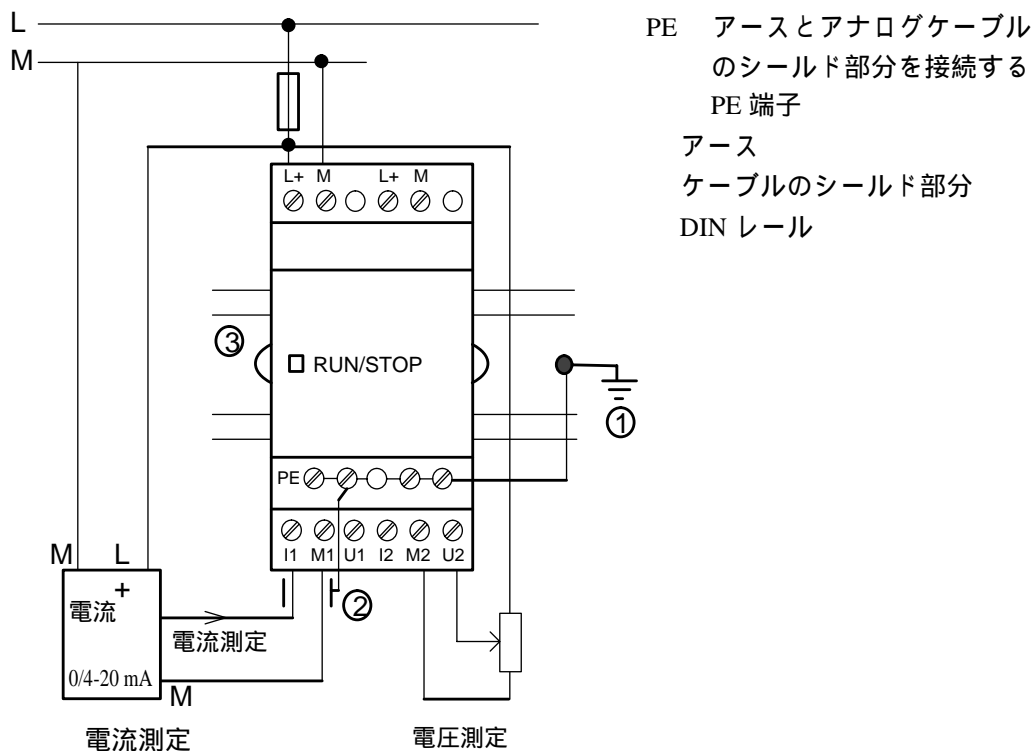 L
M
PE アースとアナログケーブル
のシールド部分を接続する
PE 端子
アース
ケーブルのシールド部分
DIN レール
L+ M L+ M
③
RUN/STOP
①
PE
I1 M1 U1 I2 M2 U2
②
M L
+
電流
電流測定
0/4-20 mA
M
電流測定
電圧測定